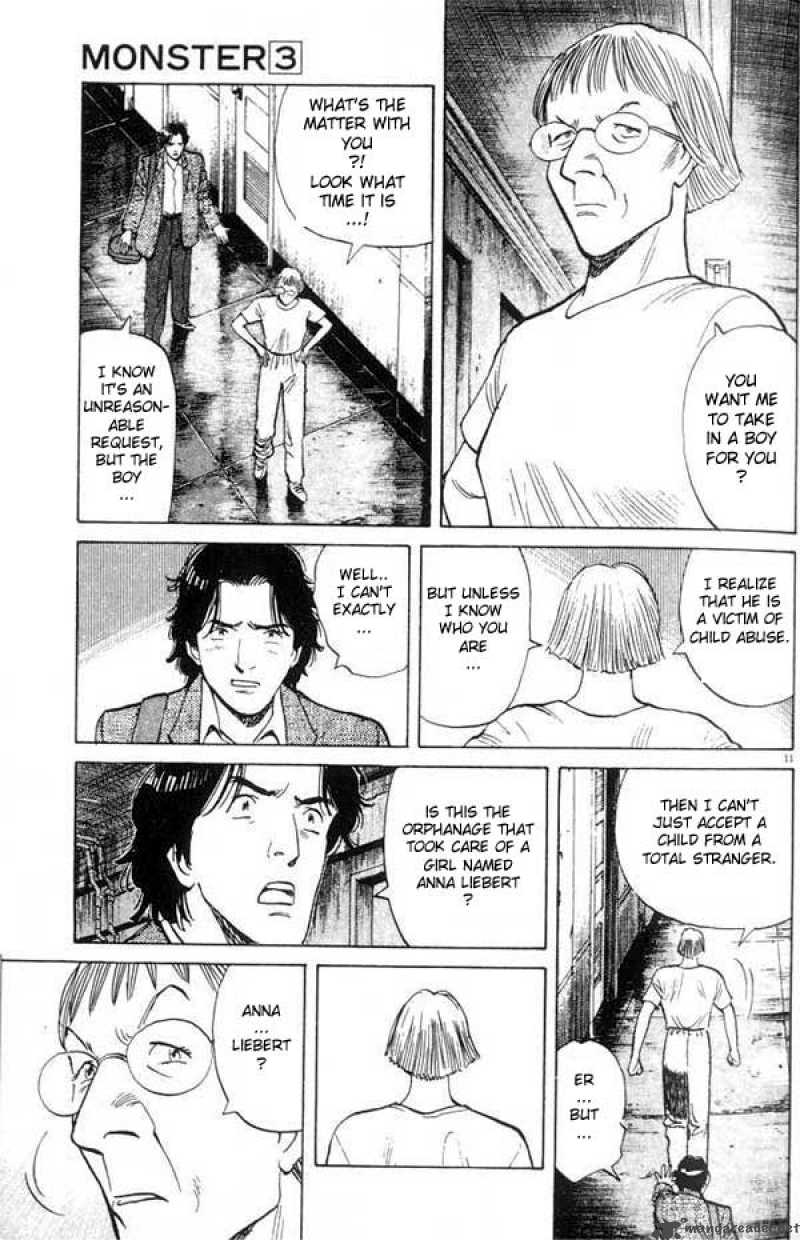 MONSTER 3
YOU
WANT ME
TO TAKE
IN A BOY
FOR YOU
?
WHAT'S THE
MATTER WITH
YOU
?!
LOOK WHAT
TIME IT IS
...!
I KNOW
IT'S AN
UNREASON-
ABLE
REQUEST,
BUT THE
BOY
...
I REALIZE
THAT HE IS
A VICTIM OF
CHILD ABUSE.
BUT UNLESS
I KNOW
WHO YOU
ARE
...
WELL..
I CAN'T
EXACTLY
...
11
THEN I CAN'T
JUST ACCEPT A
CHILD FROM A
TOTAL STRANGER.
ER
...
BUT
...
IS THIS THE
ORPHANAGE THAT
TOOK CARE OF A
GIRL NAMED
ANNA LIEBERT
?
ANNA
...
LIEBERT
?